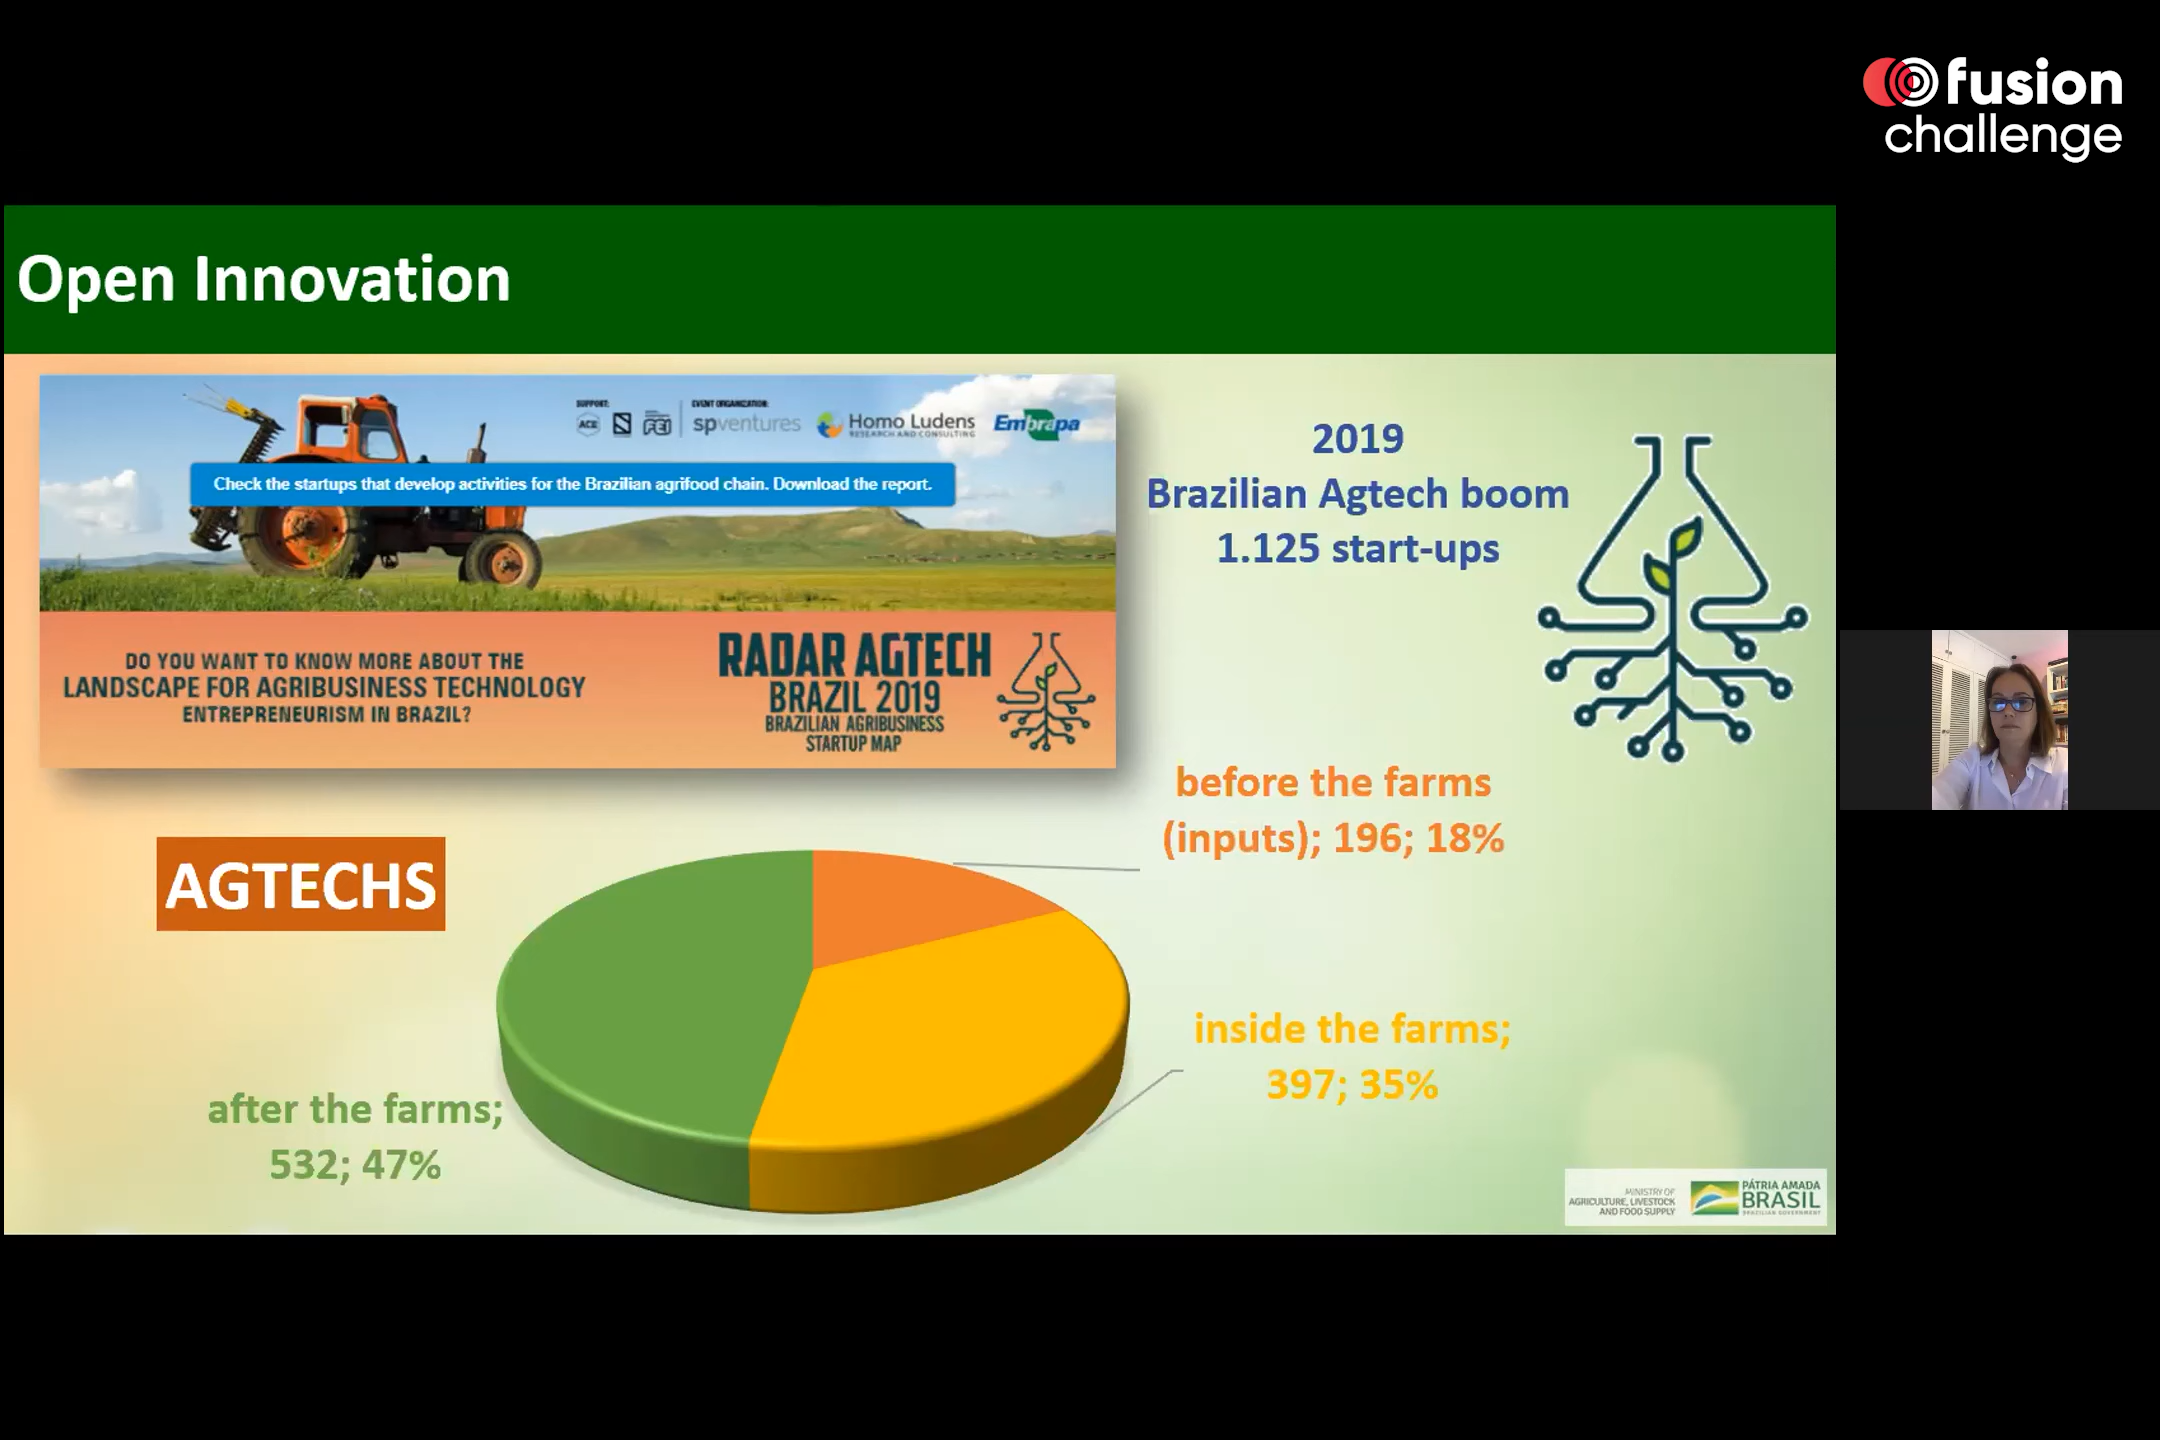 fusion
challenge
Open Innovation
SUPPORT:
EVENT ORGANIZATION:
ACE
FEI
spventures
Homo Ludens
RESEARCH AND CONSULTING
Embrapa
Check the startups that develop activities for the Brazilian agrifood chain. Download the report.
DO YOU WANT TO KNOW MORE ABOUT THE
LANDSCAPE FOR AGRIBUSINESS TECHNOLOGY
ENTREPRENEURISM IN BRAZIL?
RADAR AGTECH
BRAZIL 2019
BRAZILIAN AGRIBUSINESS
STARTUP MAP
2019
Brazilian Agtech boom
1.125 start-ups
AGTECHS
before the farms
(inputs); 196; 18%
inside the farms;
397; 35%
after the farms;
532; 47%
MINISTRY OF
AGRICULTURE, LIVESTOCK
AND FOOD SUPPLY
PÁTRIA AMADA
BRASIL
BRAZILIAN GOVERNMENT